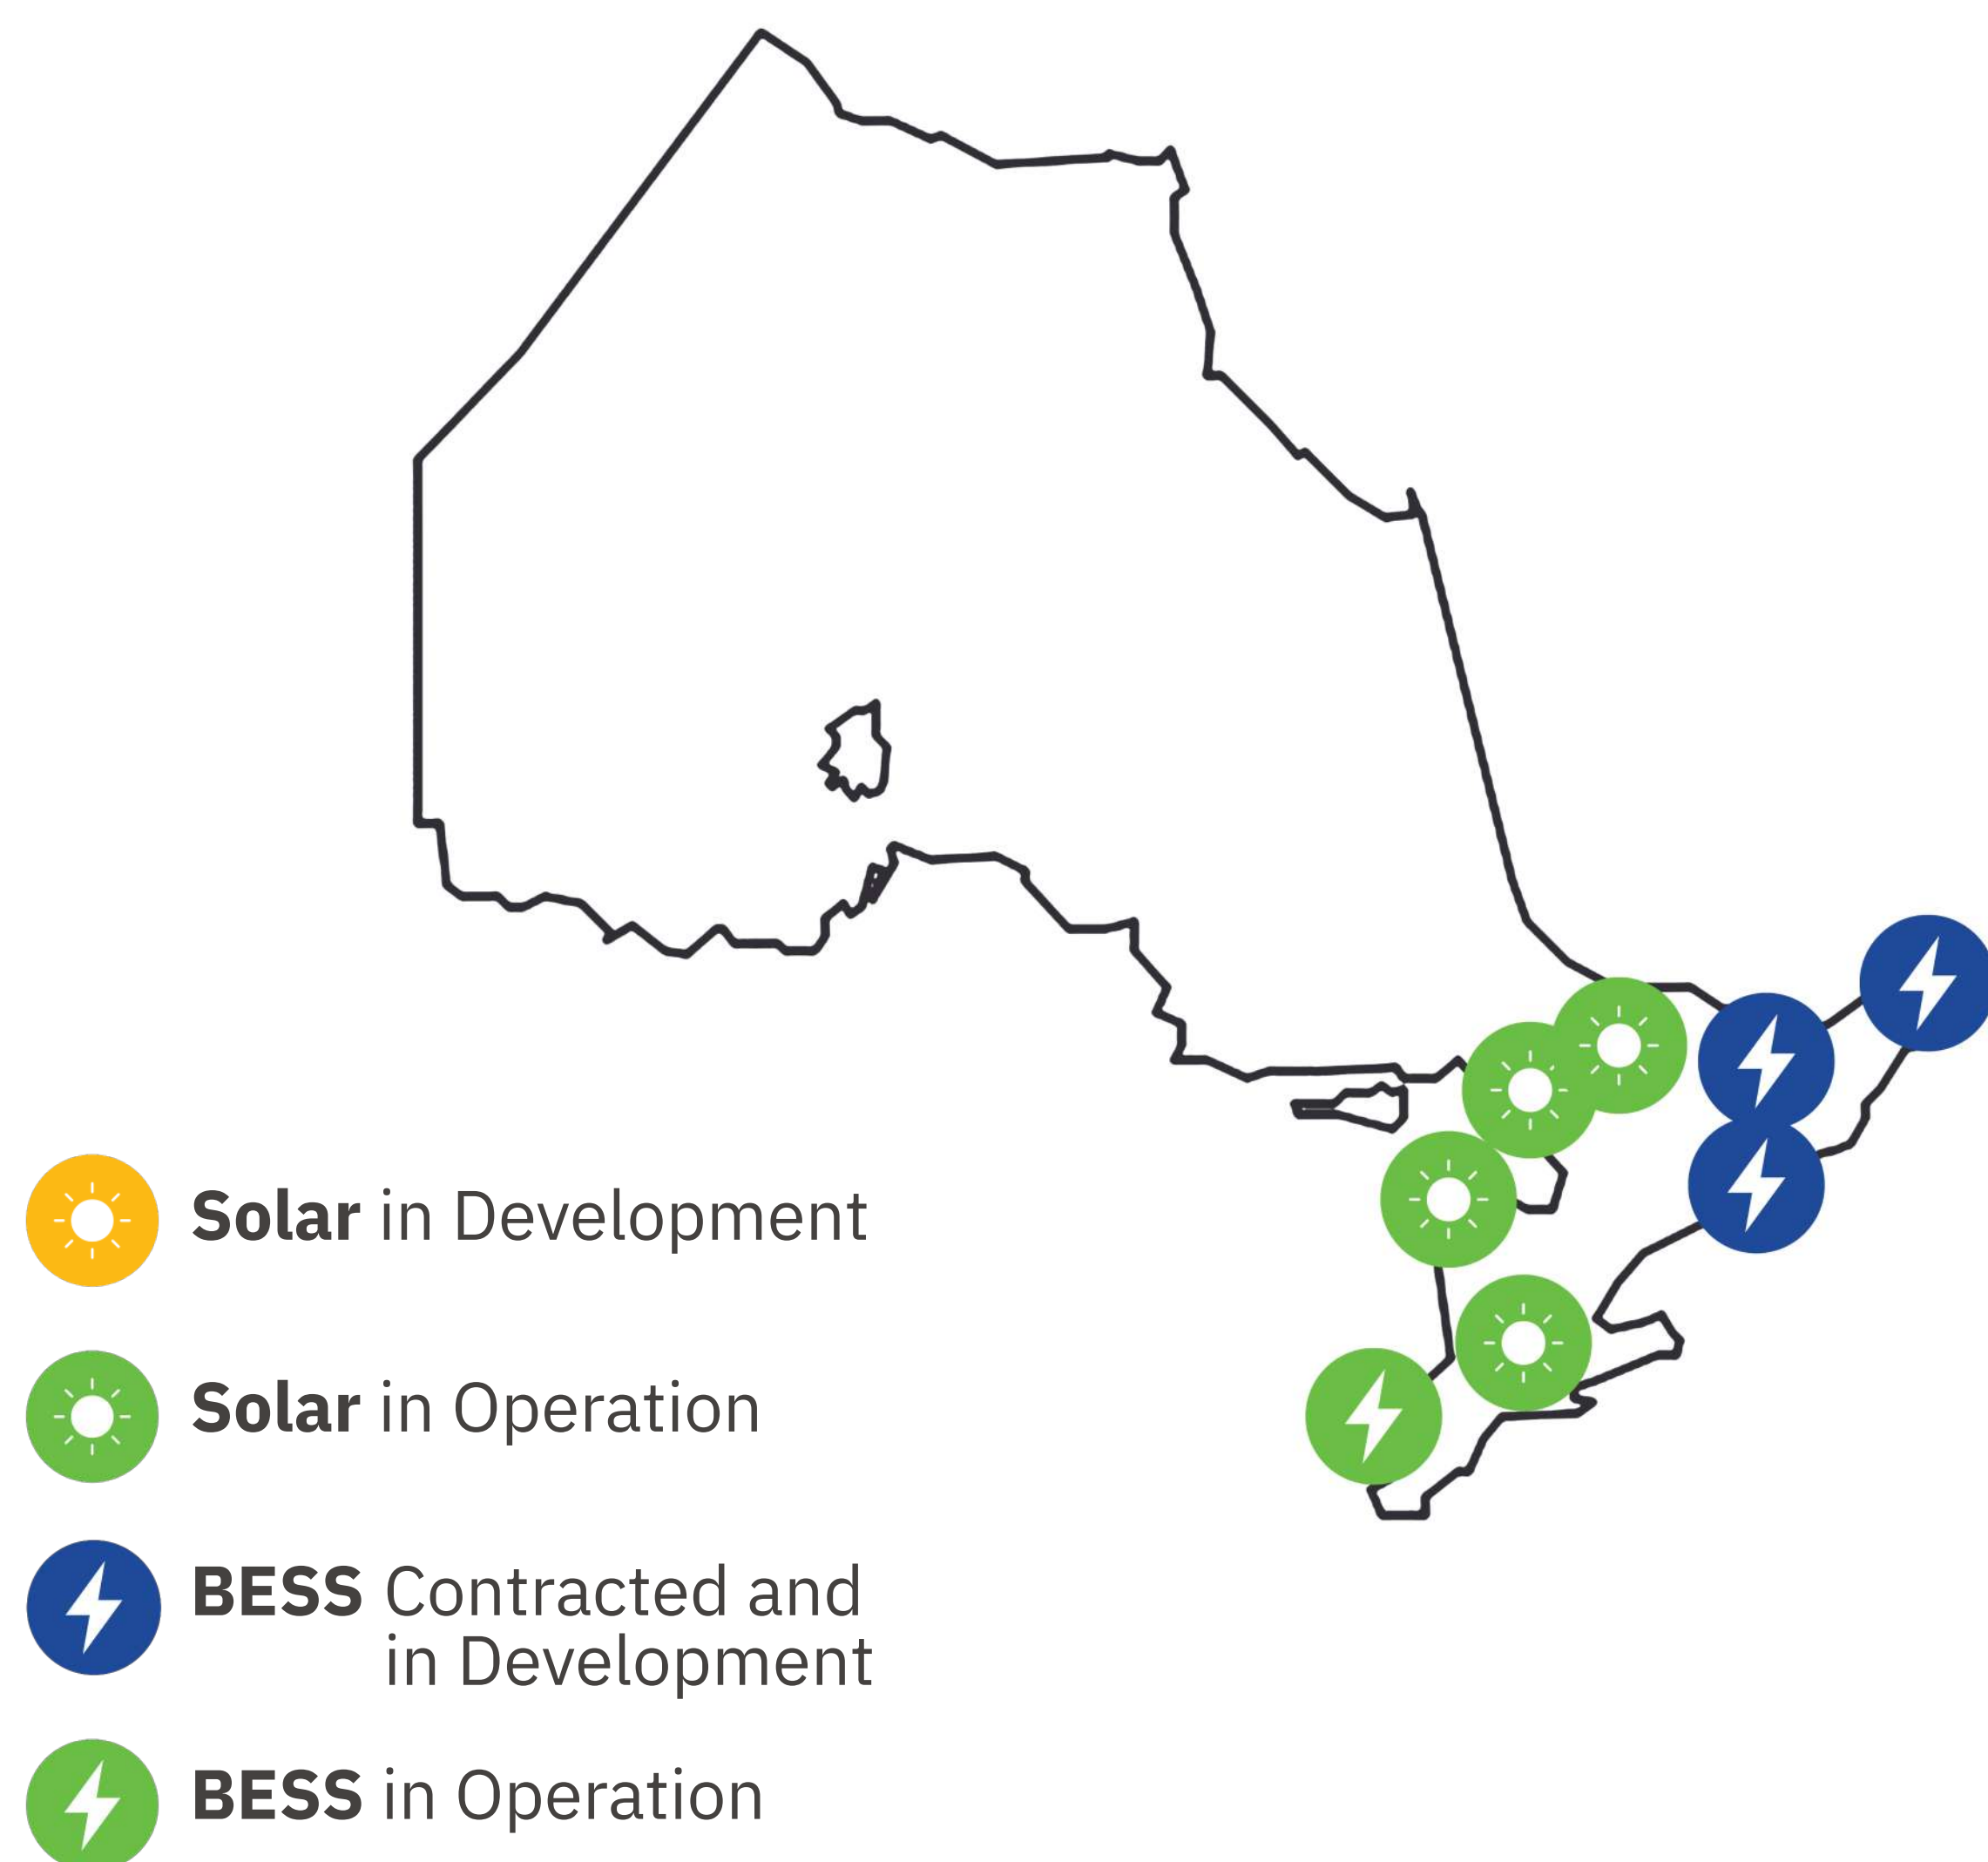 Solar in Development
Solar in Operation
BESS Contracted and
in Development
BESS in Operation